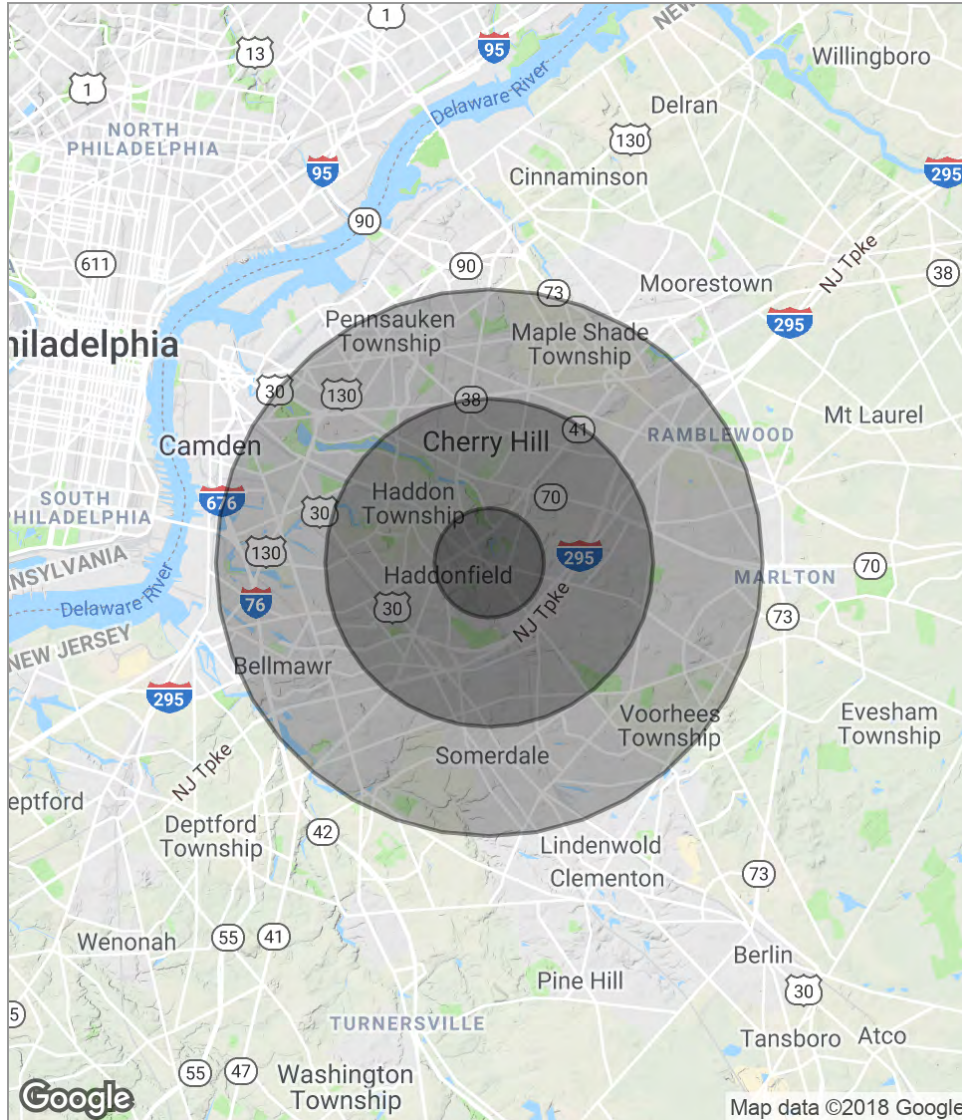 1
13
95
NEW
Willingboro
1
Delaware River
Delran
NORTH
PHILADELPHIA
130
95
Cinnaminson
295
90
611
90
NJ Tpke
38
Moorestown
73
Pennsauken
Township
Maple Shade
Township
295
hiladelphia
30
130
38
Mt Laurel
Camden
Cherry Hill
41
RAMBLEWOOD
SOUTH
PHILADELPHIA
676
Haddon
Township
70
30
130
295
NNSYLVANIA
Haddonfield
MARLTON
70
Delaware River
76
30
NJ Tpke
73
NEW JERSEY
Bellmawr
295
Voorhees
Township
Evesham
Township
Somerdale
NJ Tpke
eptford
Deptford
Township
42
Lindenwold
Clementon
73
Wenonah
55
41
Berlin
Pine Hill
30
5
TURNERSVILLE
Tansboro
Atco
55
47
Washington
Township
Google
Map data ©2018 Google